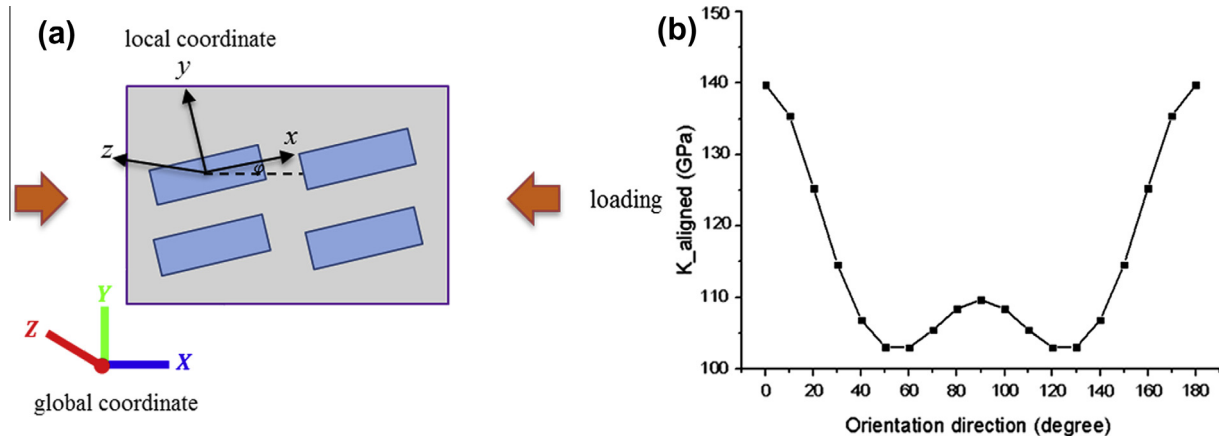 (a)
local coordinate
y
z
x
φ
loading
Y
Z
X
global coordinate
(b)
K_aligned (GPa)
150
140
130
120
110
100
0 20 40 60 80 100 120 140 160 180
Orientation direction (degree)